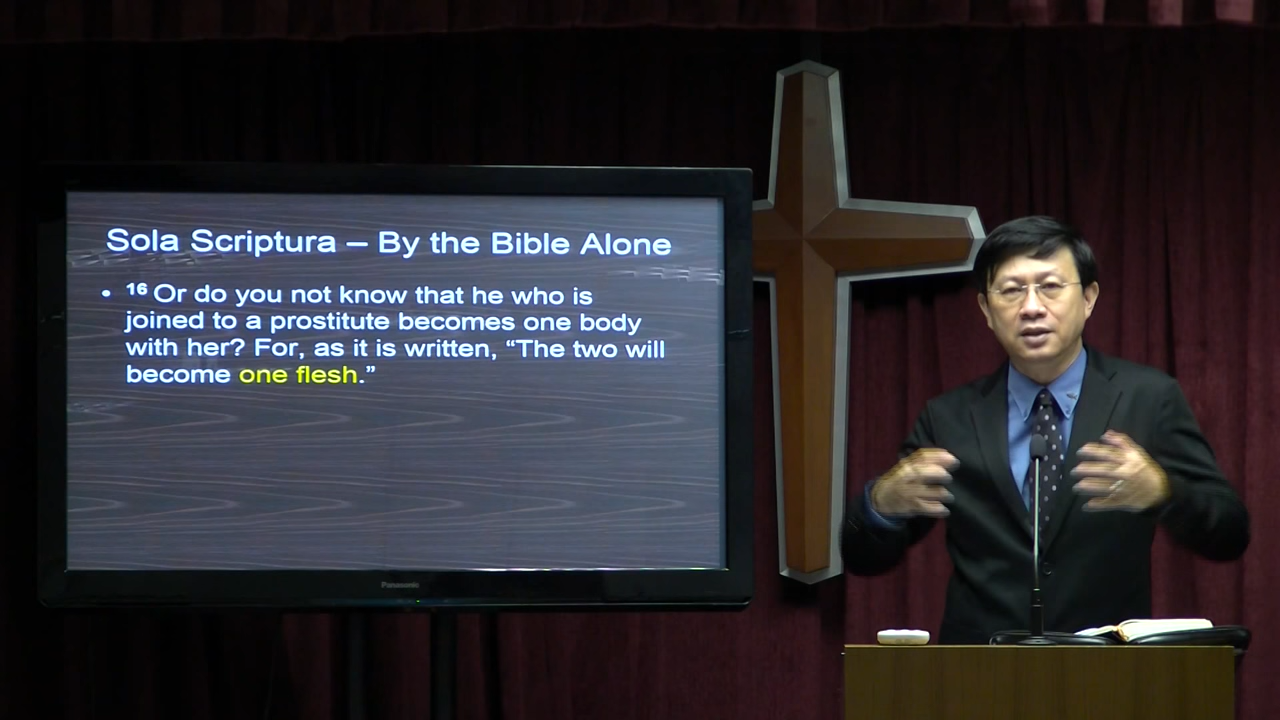 Sola Scriptura – By the Bible Alone
• 16 Or do you not know that he who is
joined to a prostitute becomes one body
with her? For, as it is written, “The two will
become one flesh.”
Panasonic